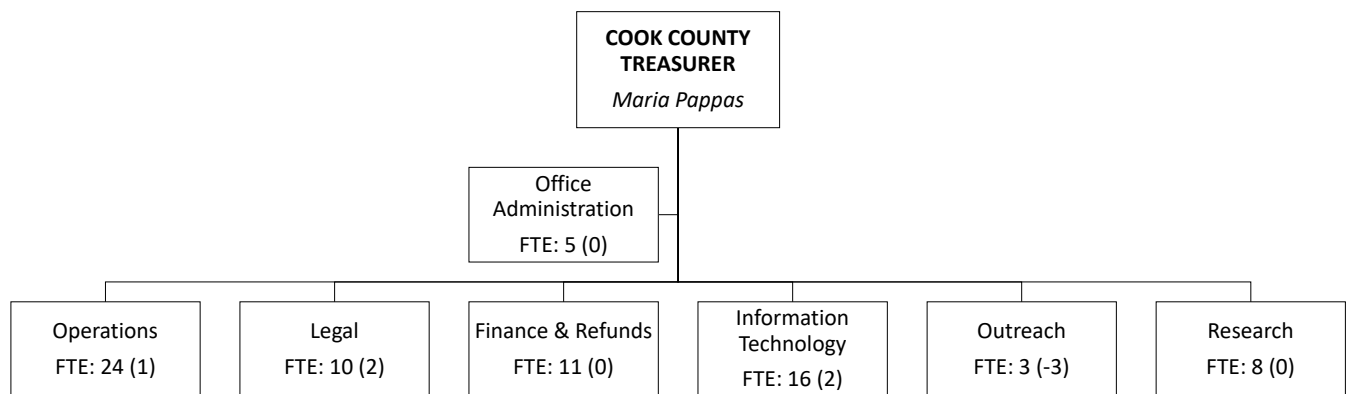 COOK COUNTY
TREASURER
Maria Pappas
Office
Administration
FTE: 5 (0)
Operations
FTE: 24 (1)
Legal
FTE: 10 (2)
Finance & Refunds
FTE: 11 (0)
Information
Technology
FTE: 16 (2)
Outreach
FTE: 3 (-3)
Research
FTE: 8 (0)